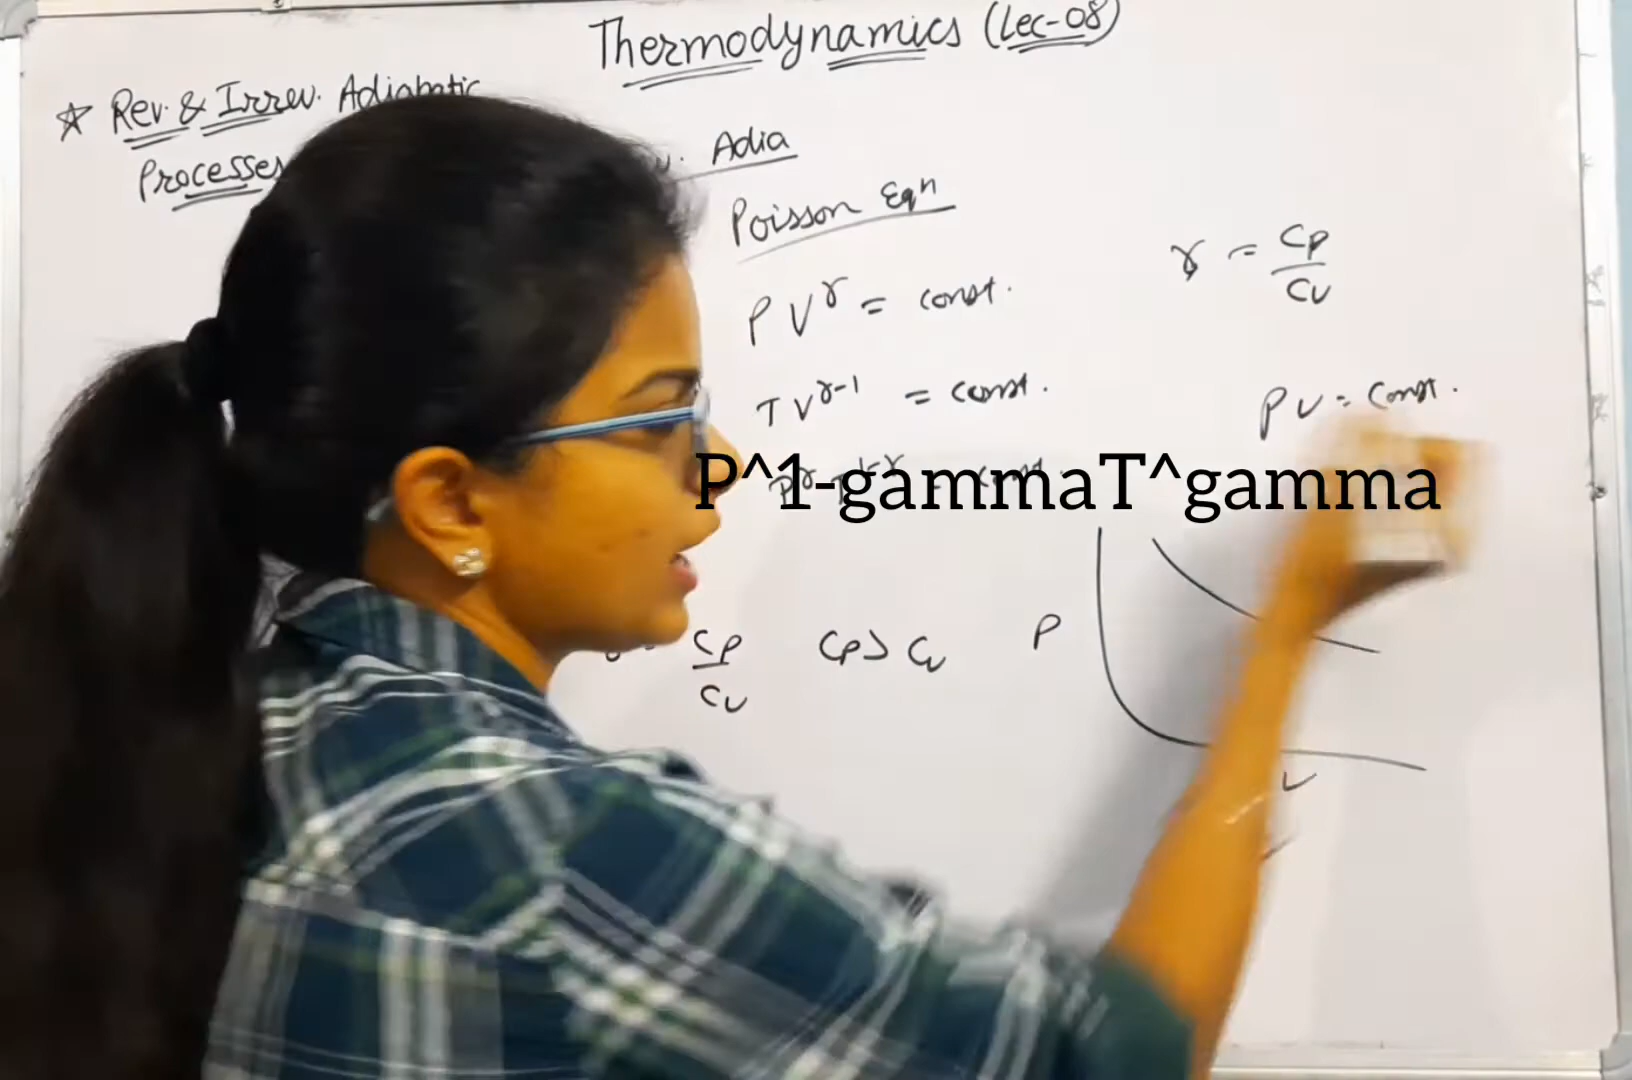 Thermodynamics (Lec-08)
☆ Rev. & Irrev. Adiabatic
Processes
Adia
Poisson Eqⁿ
γ = Cp/Cv
PV^γ = const.
TV^γ-1 = const.
PV = Const.
P^1-gammaT^gamma
Cp/Cv Cp > Cv P
V